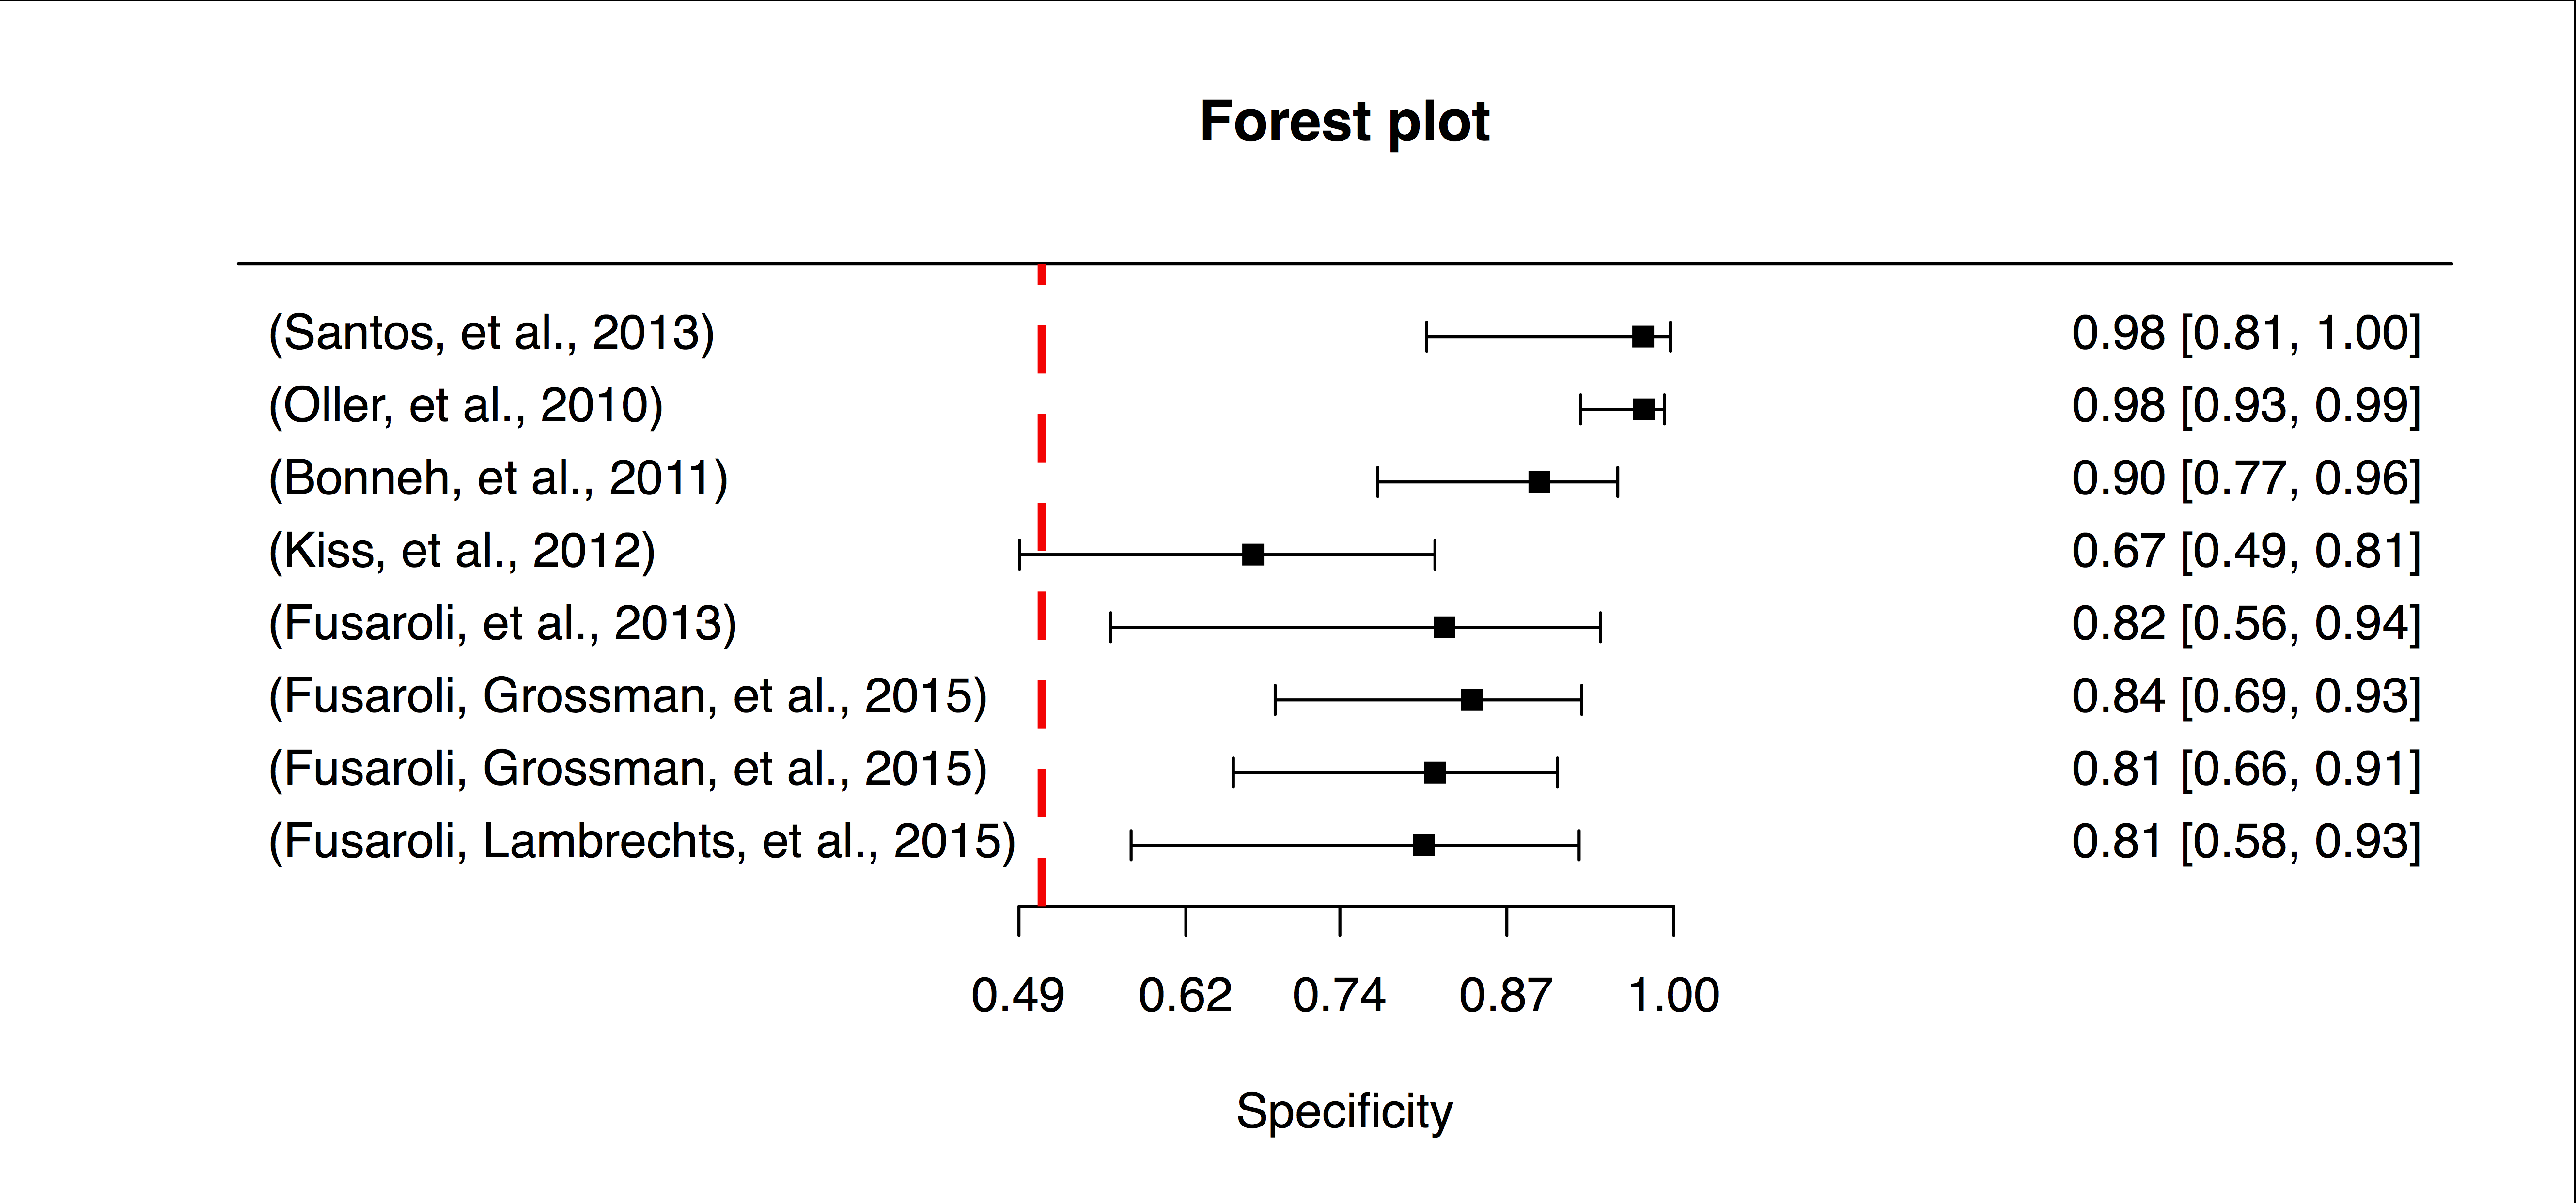 Forest plot
(Santos, et al., 2013) 0.98 [0.81, 1.00]
(Oller, et al., 2010) 0.98 [0.93, 0.99]
(Bonneh, et al., 2011) 0.90 [0.77, 0.96]
(Kiss, et al., 2012) 0.67 [0.49, 0.81]
(Fusaroli, et al., 2013) 0.82 [0.56, 0.94]
(Fusaroli, Grossman, et al., 2015) 0.84 [0.69, 0.93]
(Fusaroli, Grossman, et al., 2015) 0.81 [0.66, 0.91]
(Fusaroli, Lambrechts, et al., 2015) 0.81 [0.58, 0.93]
0.49 0.62 0.74 0.87 1.00
Specificity